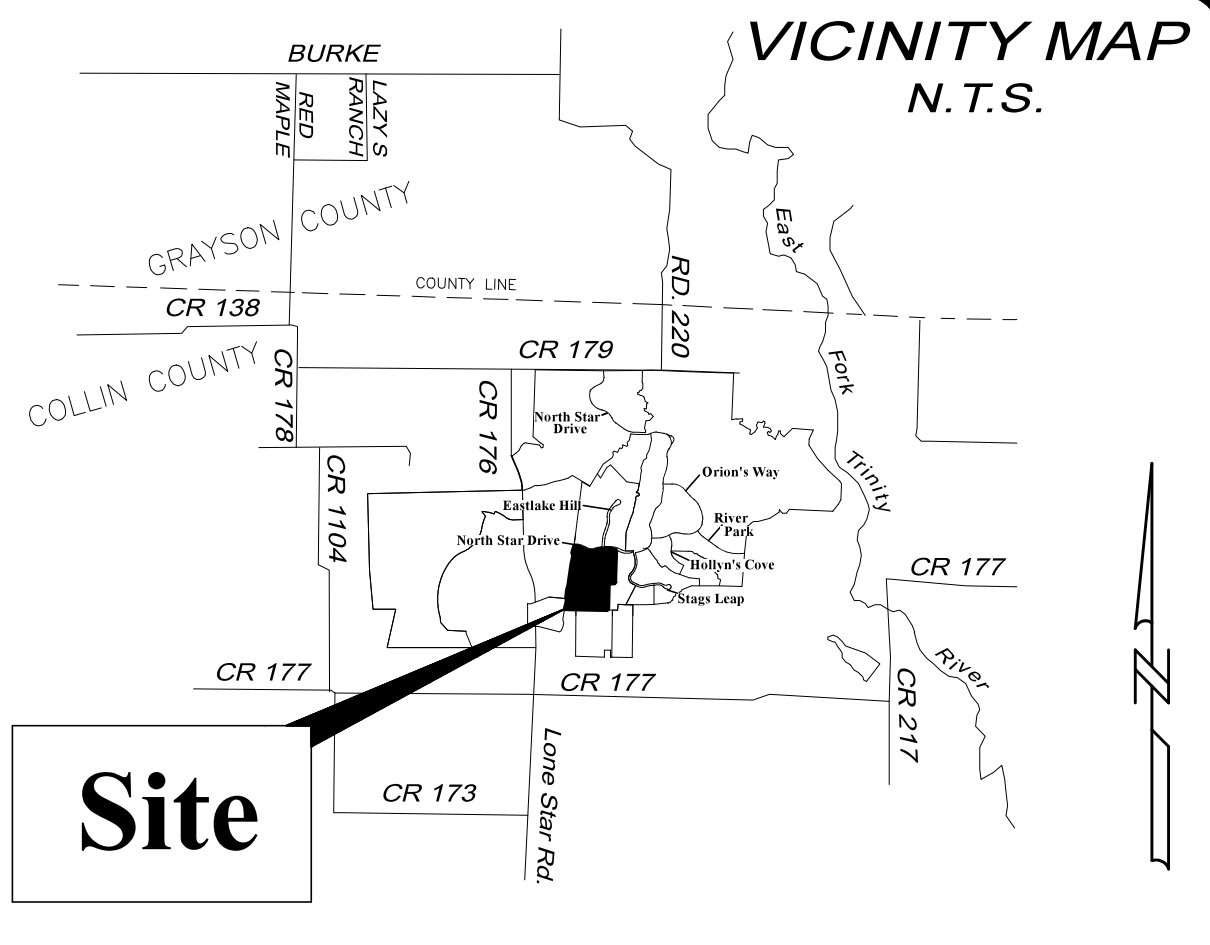 VICINITY MAP
N.T.S.
BURKE
RED
MAPLE
LAZY S
RANCH
GRAYSON COUNTY
East
COUNTY LINE
RD. 220
CR 138
CR 179
COLLIN COUNTY
CR 178
CR 176
Fork
North Star
Drive
CR 1104
Orion's Way
Trinity
Eastlake Hill
River
Park
North Star Drive
Hollyn's Cove
CR 177
Stags Leap
CR 177
CR 177
River
CR 217
N
Lone Star Rd.
Site
CR 173